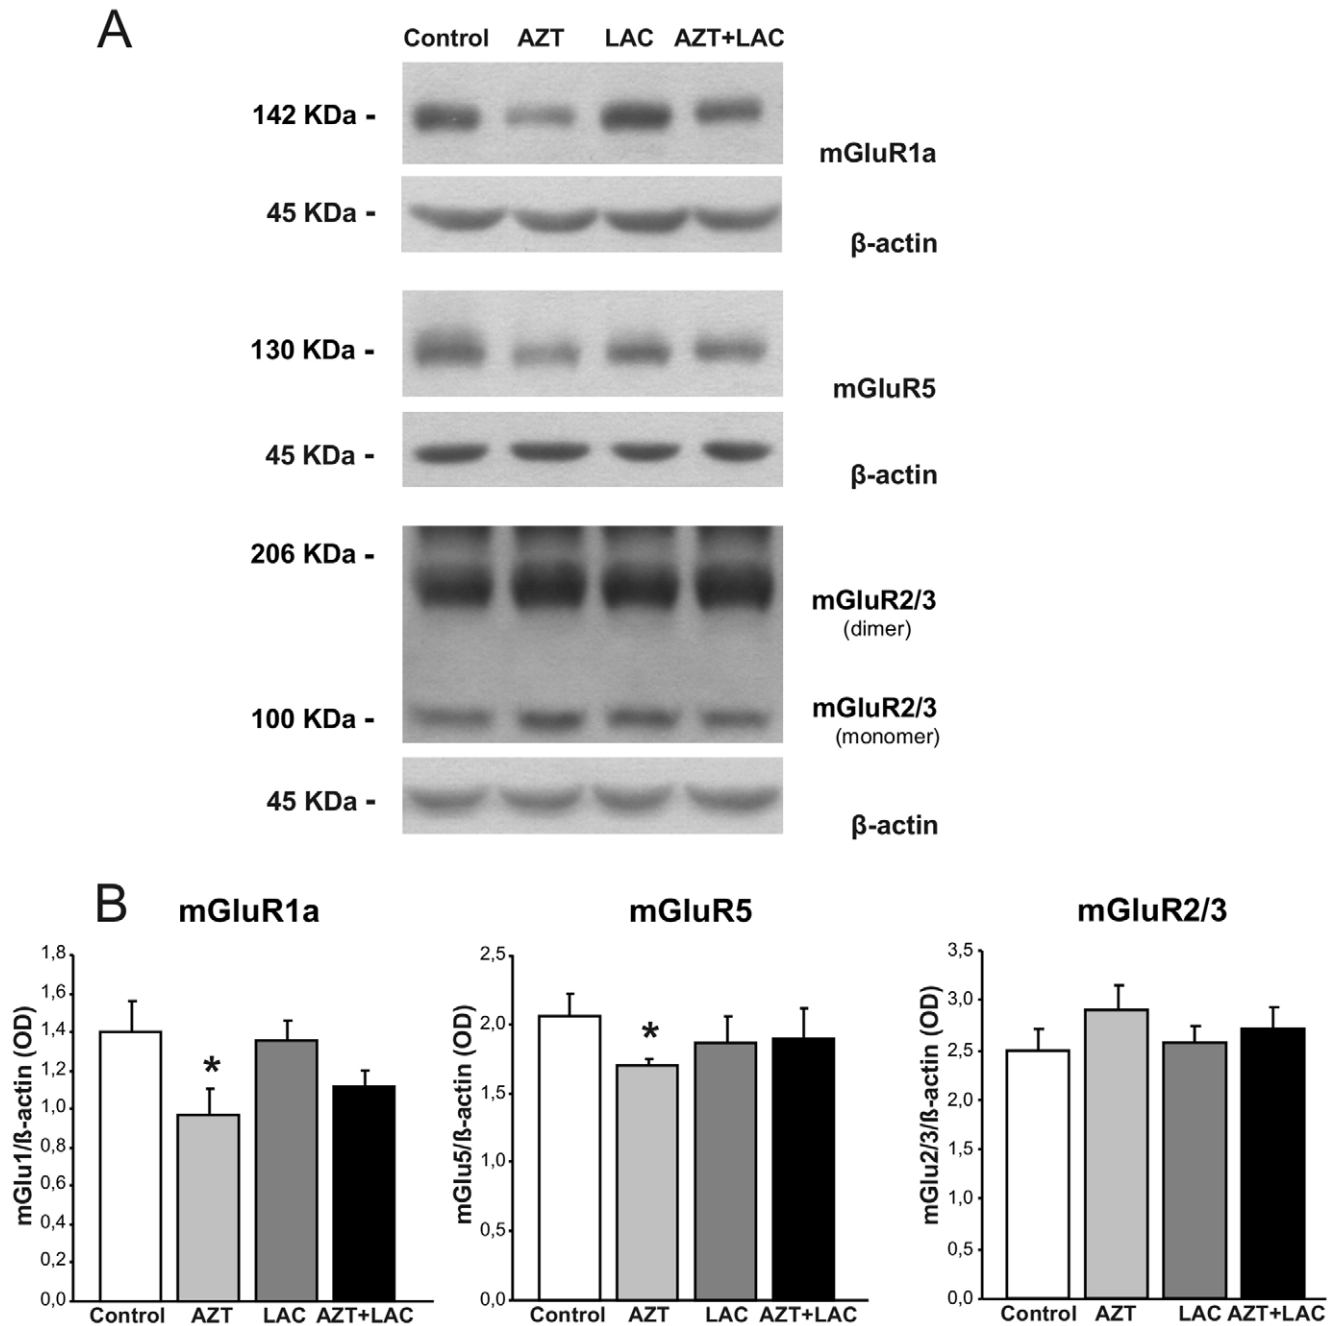 A
Control AZT LAC AZT+LAC
142 KDa -
mGluR1a
45 KDa -
β-actin
130 KDa -
mGluR5
45 KDa -
β-actin
206 KDa -
mGluR2/3
(dimer)
100 KDa -
mGluR2/3
(monomer)
45 KDa -
β-actin
B
mGluR1a
mGlu1/ß-actin (OD)
1,8
1,6
1,4
1,2
1,0
0,8
0,6
0,4
0,2
0,0
*
Control AZT LAC AZT+LAC
mGluR5
mGlu5/ß-actin (OD)
2,5
2,0
1,5
1,0
0,5
0,0
*
Control AZT LAC AZT+LAC
mGluR2/3
mGlu2/3/ß-actin (OD)
3,5
3,0
2,5
2,0
1,5
1,0
0,5
0,0
Control AZT LAC AZT+LAC